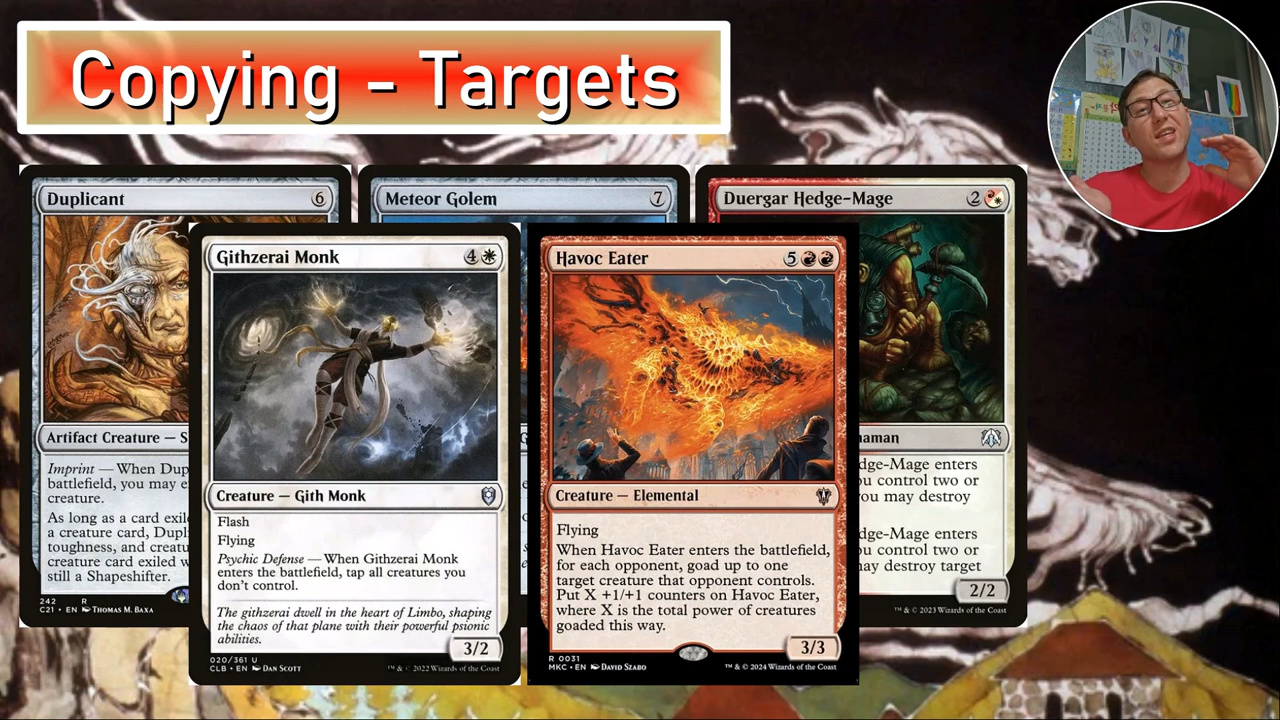 Copying - Targets
Duplicant 6
Meteor Golem 7
Duergar Hedge-Mage 2
Artifact Creature — S
Imprint — When Dup
battlefield, you may e
creature.
As long as a card exile
a creature card, Dupl
toughness, and creatu
creature card exiled w
still a Shapeshifter.
242 R
C21 • EN THOMAS M. BAXA
Githzerai Monk 4
Creature — Gith Monk
Flash
Flying
Psychic Defense — When Githzerai Monk
enters the battlefield, tap all creatures you
don't control.
The githzerai dwell in the heart of Limbo, shaping
the chaos of that plane with their powerful psionic
abilities.
3/2
020/361 U
CLB • EN DAN SCOTT
™ & © 2022 Wizards of the Coast
Havoc Eater 5
Creature — Elemental
Flying
When Havoc Eater enters the battlefield,
for each opponent, goad up to one
target creature that opponent controls.
Put X +1/+1 counters on Havoc Eater,
where X is the total power of creatures
goaded this way.
3/3
R 0031
MKC • EN DAVID SZABO
™ & © 2024 Wizards of the Coast
haman
dge-Mage enters
ou control two or
you may destroy
dge-Mage enters
ou control two or
may destroy target
2/2
™ & © 2023 Wizards of the Coast